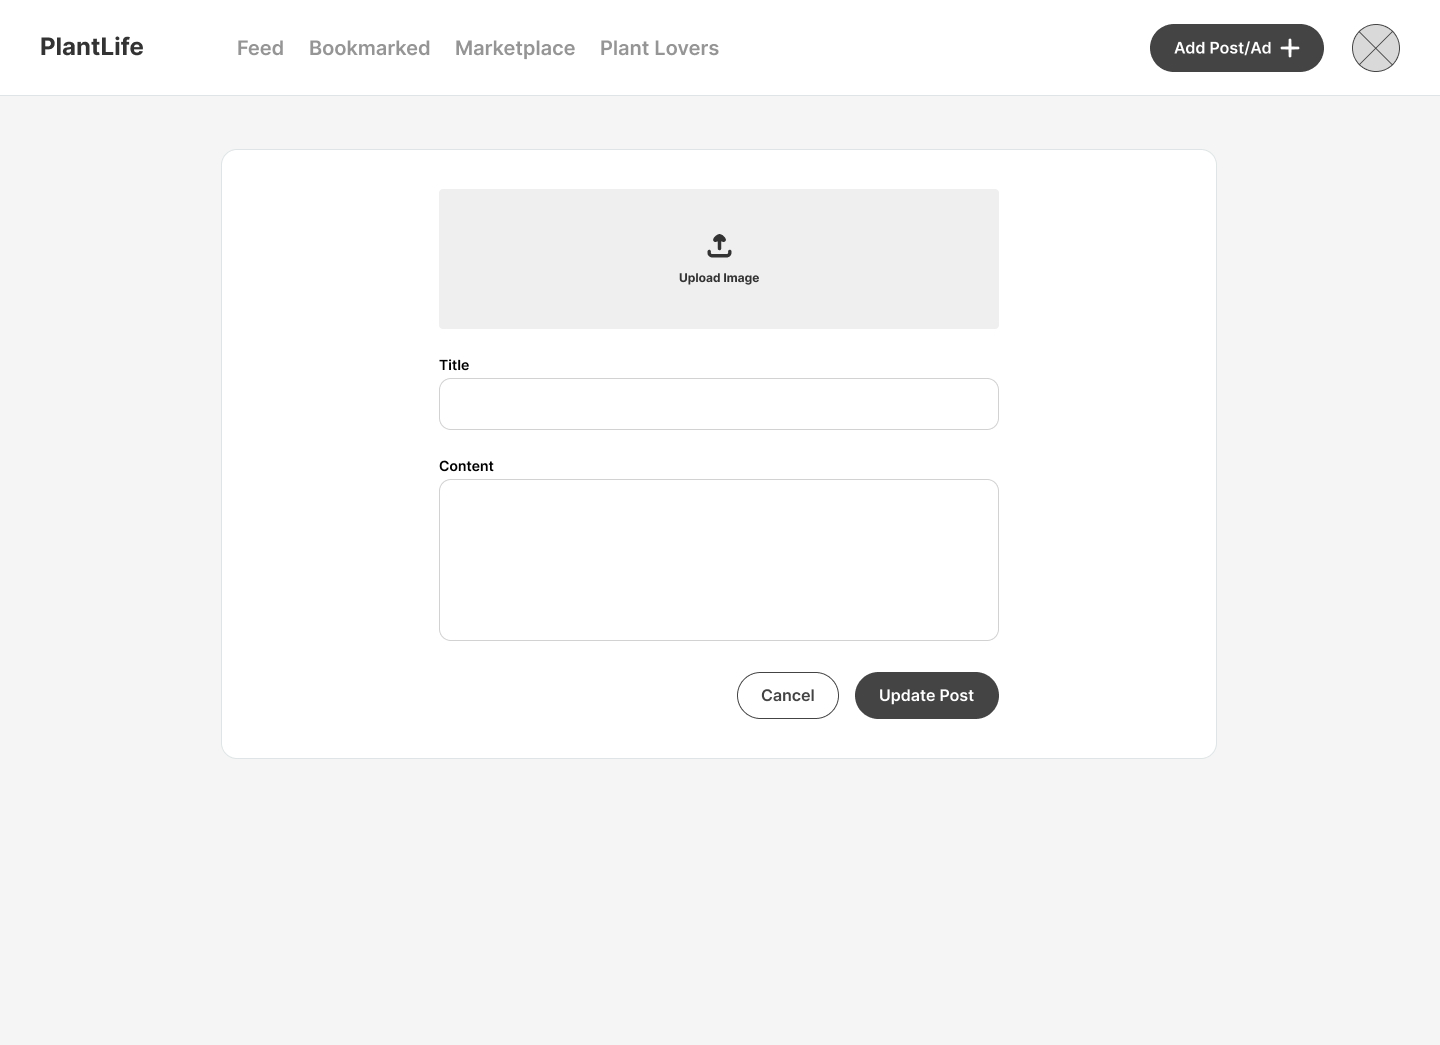 PlantLife
Feed Bookmarked Marketplace Plant Lovers
Add Post/Ad
Upload Image
Title
Content
Cancel
Update Post